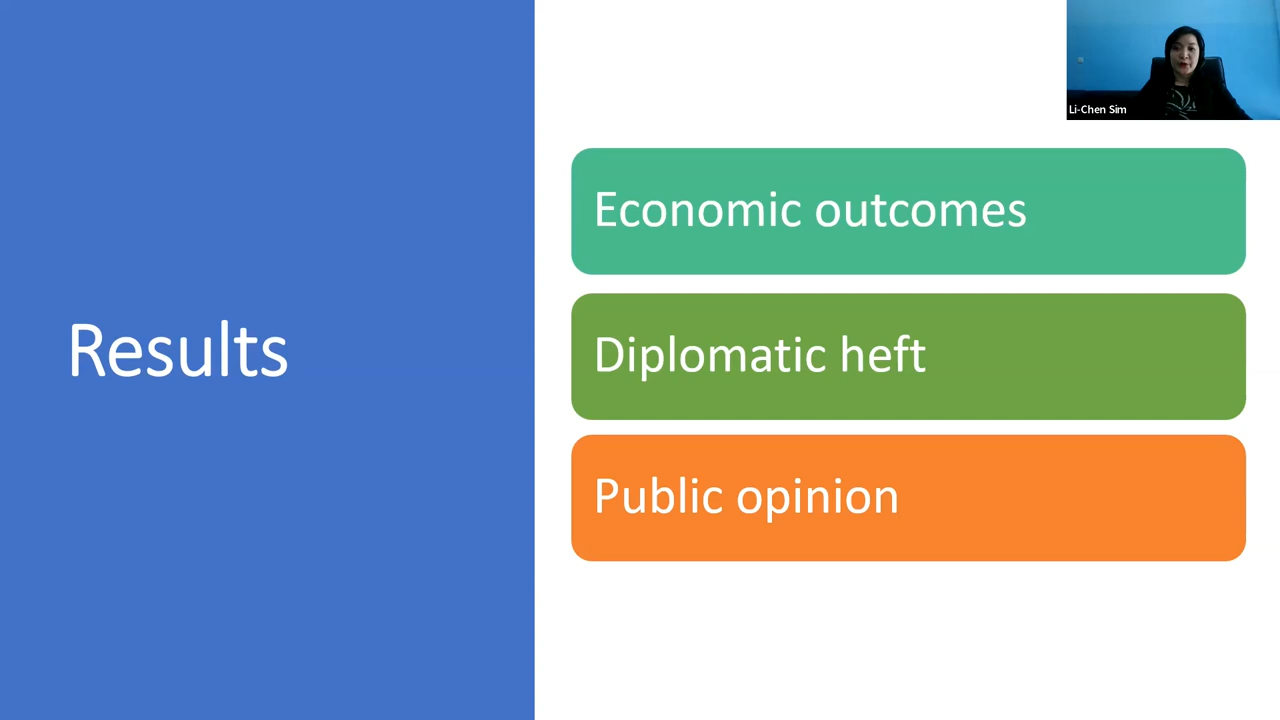 Li-Chen Sim
Results
Economic outcomes
Diplomatic heft
Public opinion